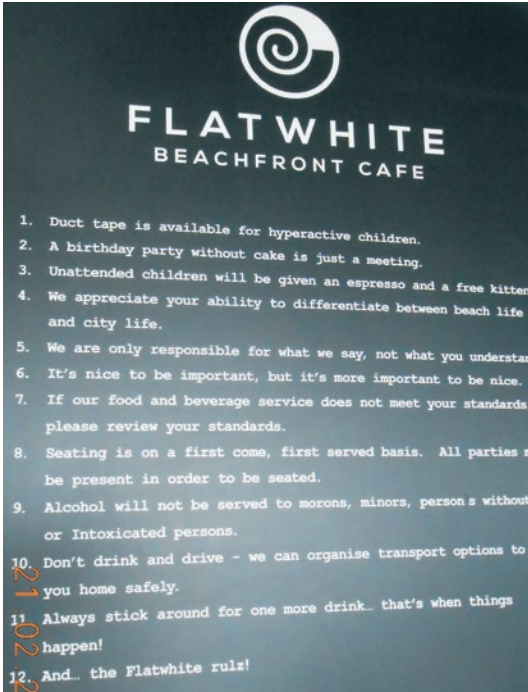 FLATWHITE
BEACHFRONT CAFE
1. Duct tape is available for hyperactive children.
2. A birthday party without cake is just a meeting.
3. Unattended children will be given an espresso and a free kitten
4. We appreciate your ability to differentiate between beach life
and city life.
5. We are only responsible for what we say, not what you understan
6. It's nice to be important, but it's more important to be nice.
7. If our food and beverage service does not meet your standards
please review your standards.
8. Seating is on a first come, first served basis. All parties
be present in order to be seated.
9. Alcohol will not be served to morons, minors, persons without
or Intoxicated persons.
10. Don't drink and drive – we can organise transport options to
you home safely.
11. Always stick around for one more drink… that's when things
happen!
12. And… the Flatwhite rulz!
21.02.2